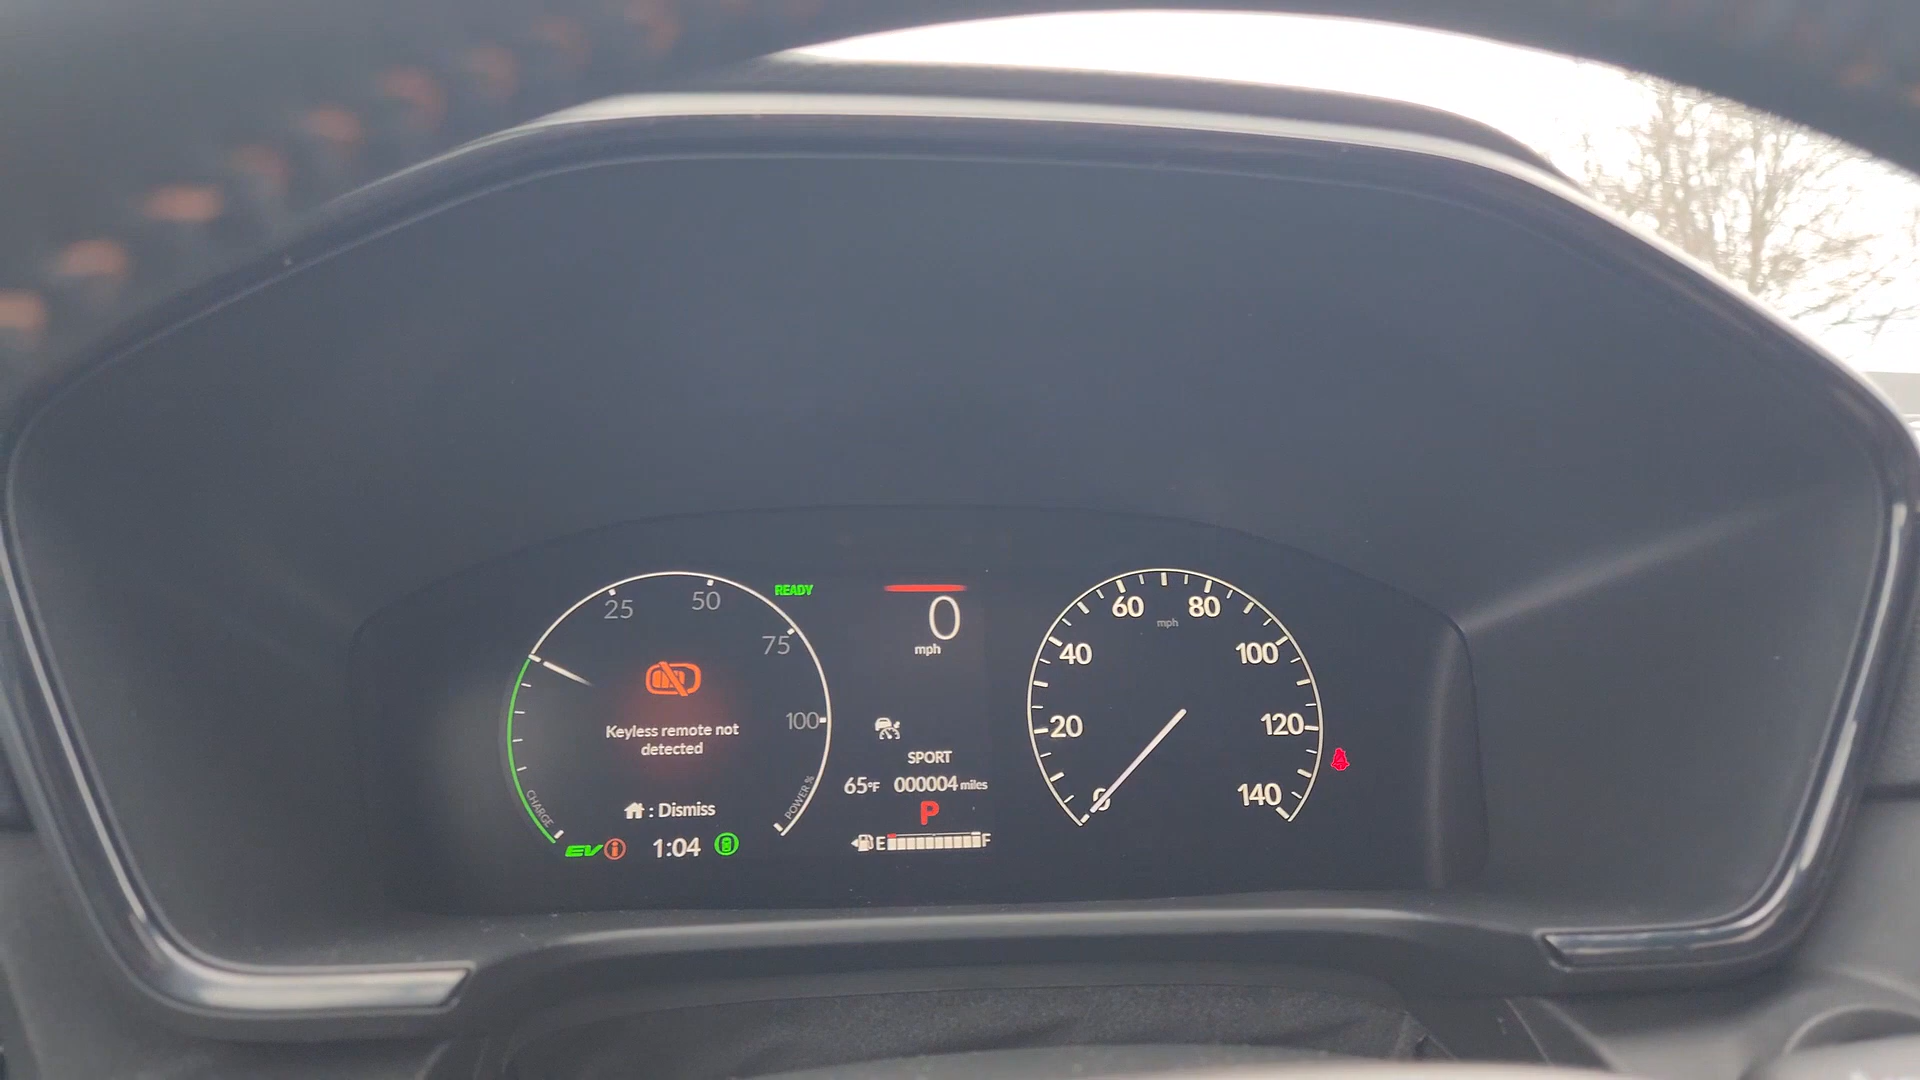 25
50
75
100
CHARGE
POWER %
READY
Keyless remote not
detected
: Dismiss
EV
1:04
0
mph
SPORT
65°F 000004 miles
P
E F
0
20
40
60
80
100
120
140
mph